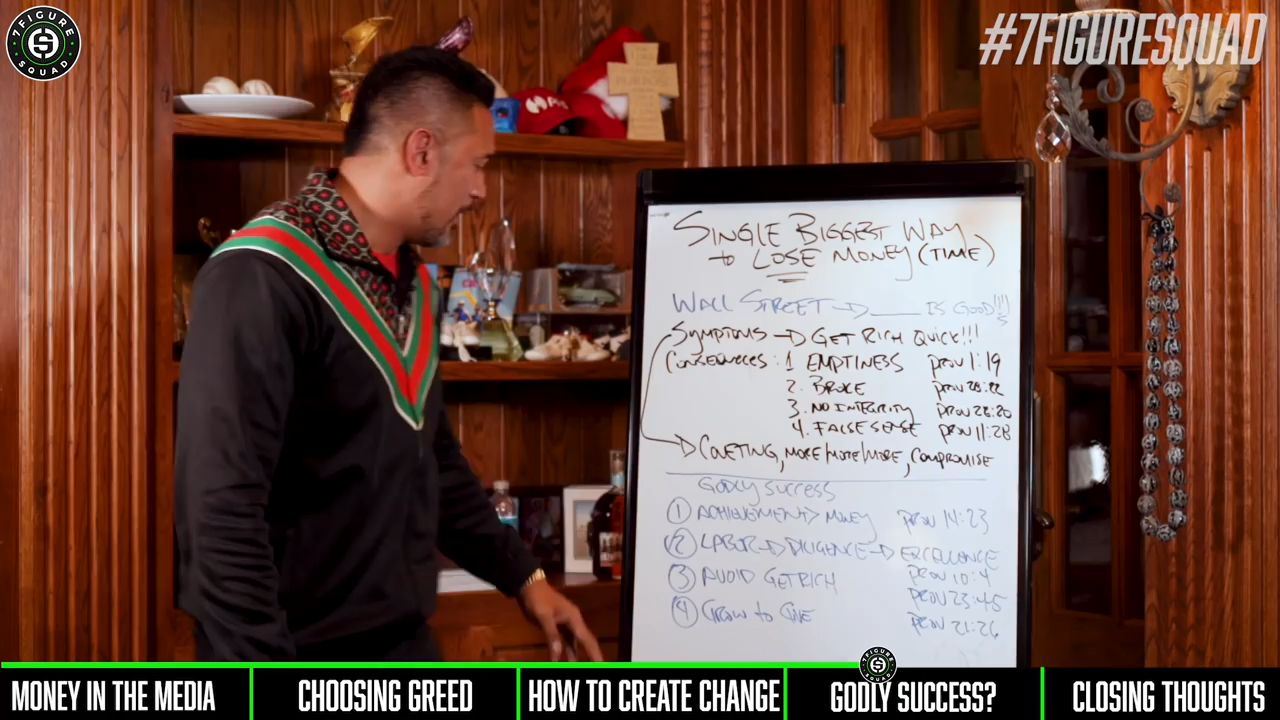 7FIGURE SQUAD
#7FIGURESQUAD
SINGLE BIGGEST WAY
to LOSE MONEY (TIME)
WALL STREET → ____ IS GOOD!!!
SYMPTOMS → GET RICH QUICK!!!
CONSEQUENCES: 1 EMPTINESS PROV 1:19
2. BROKE PROV 28:22
3. NO INTEGRITY PROV 28:20
4. FALSE SENSE PROV 11:28
→ COVETING, MORE/MORE/MORE, COMPROMISE
GODLY SUCCESS
① ACHIEVEMENT> MONEY PROV 14:23
② LABOR → DILIGENCE → EXCELLENCE
PROV 10:4
③ AVOID GET RICH
PROV 23:45
④ GROW to GIVE PROV 21:26
MONEY IN THE MEDIA
CHOOSING GREED
HOW TO CREATE CHANGE
GODLY SUCCESS?
CLOSING THOUGHTS